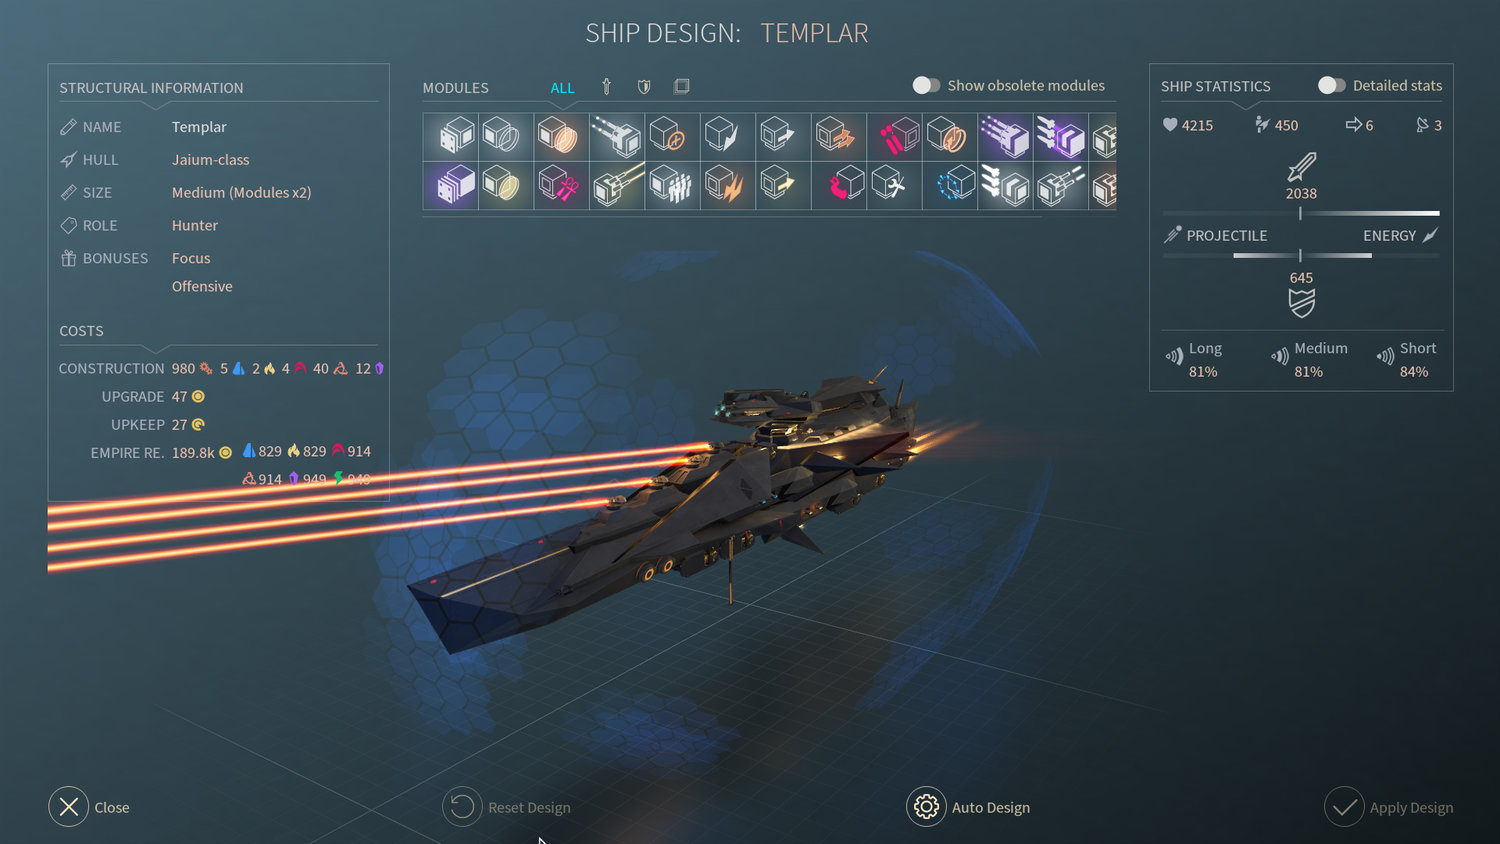 SHIP DESIGN: TEMPLAR
STRUCTURAL INFORMATION
NAME Templar
HULL Jaium-class
SIZE Medium (Modules x2)
ROLE Hunter
BONUSES Focus
Offensive
COSTS
CONSTRUCTION 980 5 2 4 40 12
UPGRADE 47
UPKEEP 27
EMPIRE RE. 189.8k 829 829 914
914 949 949
MODULES ALL Show obsolete modules
SHIP STATISTICS Detailed stats
4215 450 6 3
2038
PROJECTILE ENERGY
645
Long Medium Short
81% 81% 84%
Close Reset Design Auto Design Apply Design